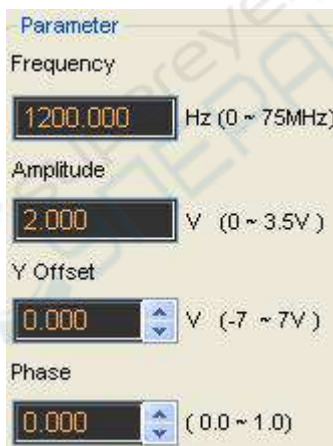 Parameter
Frequency
1200.000 Hz (0 ~ 75MHz)
Amplitude
2.000 V (0 ~ 3.5V )
Y Offset
0.000 V (-7 ~ 7V)
Phase
0.000 ( 0.0 ~ 1.0)